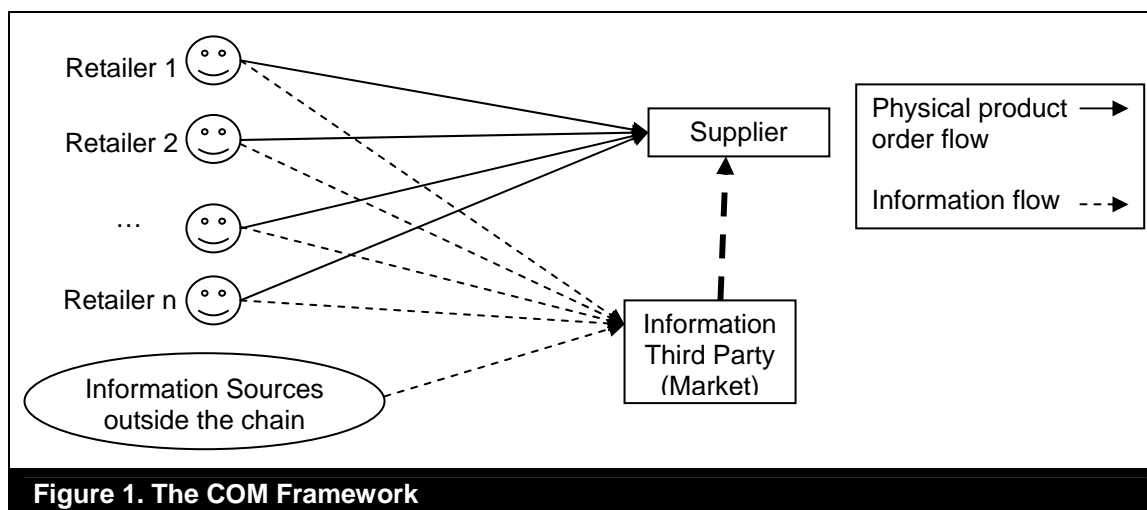 Retailer 1
Retailer 2
…
Retailer n
Information Sources
outside the chain
Supplier
Information
Third Party
(Market)
Physical product
order flow
Information flow
Figure 1. The COM Framework